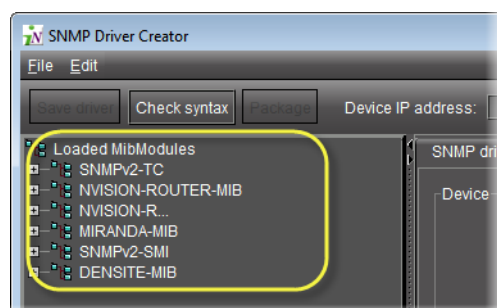 SNMP Driver Creator
File Edit
Save driver Check syntax Package Device IP address:
Loaded MibModules
SNMP dri
SNMPv2-TC
NVISION-ROUTER-MIB
Device
NVISION-R...
MIRANDA-MIB
SNMPv2-SMI
DENSITE-MIB